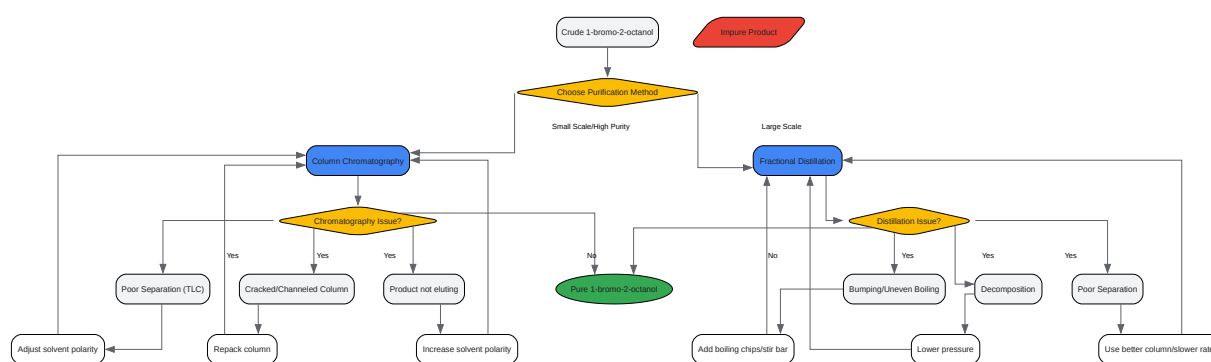 Crude 1-bromo-2-octanol
Impure Product
Choose Purification Method
Small Scale/High Purity
Large Scale
Column Chromatography
Fractional Distillation
Chromatography Issue?
Distillation Issue?
Yes
Yes
Yes
No
No
Yes
Yes
Yes
Poor Separation (TLC)
Cracked/Channeled Column
Product not eluting
Pure 1-bromo-2-octanol
Bumping/Uneven Boiling
Decomposition
Poor Separation
Adjust solvent polarity
Repack column
Increase solvent polarity
Add boiling chips/stir bar
Lower pressure
Use better column/slower rate